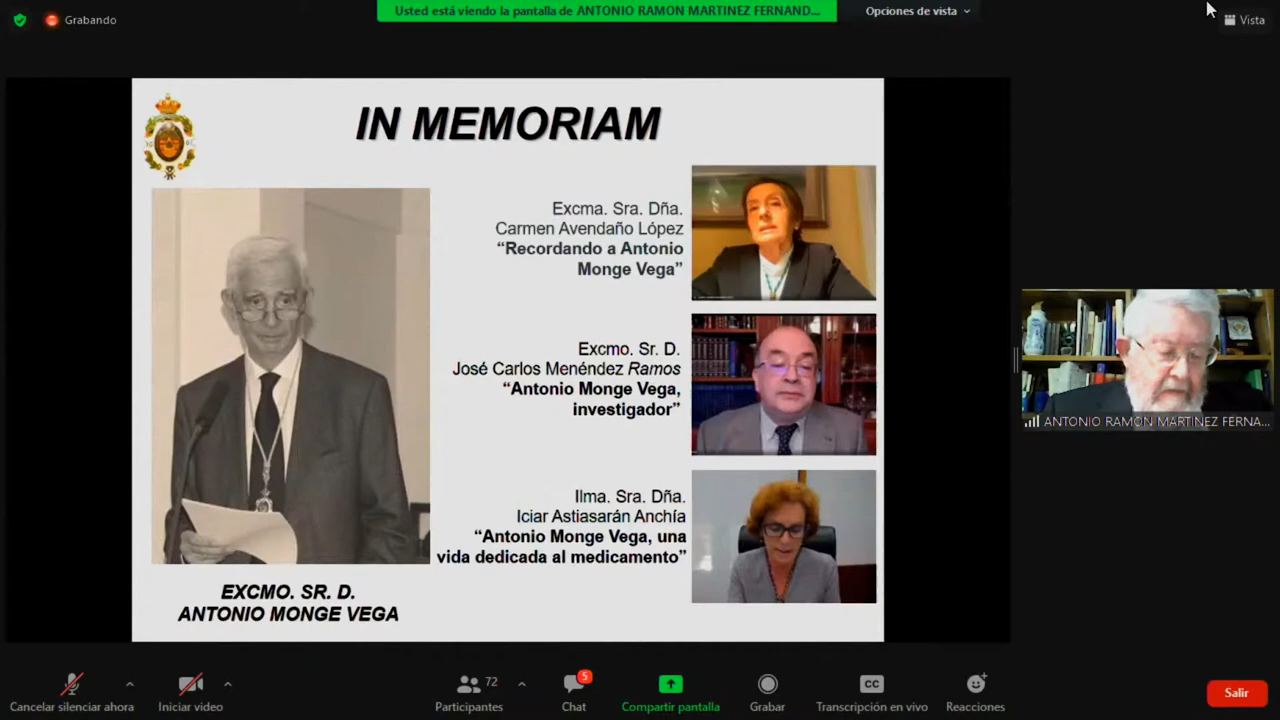 Grabando
Usted está viendo la pantalla de ANTONIO RAMON MARTINEZ FERNAND...
Opciones de vista
Vista
IN MEMORIAM
Excma. Sra. Dña.
Carmen Avendaño López
“Recordando a Antonio
Monge Vega”
Excmo. Sr. D.
José Carlos Menéndez Ramos
“Antonio Monge Vega,
investigador”
Ilma. Sra. Dña.
Iciar Astiasarán Anchía
“Antonio Monge Vega, una
vida dedicada al medicamento”
EXCMO. SR. D.
ANTONIO MONGE VEGA
ANTONIO RAMON MARTINEZ FERNA...
Cancelar silenciar ahora
Iniciar video
72
Participantes
5
Chat
Compartir pantalla
Grabar
CC
Transcripción en vivo
Reacciones
Salir